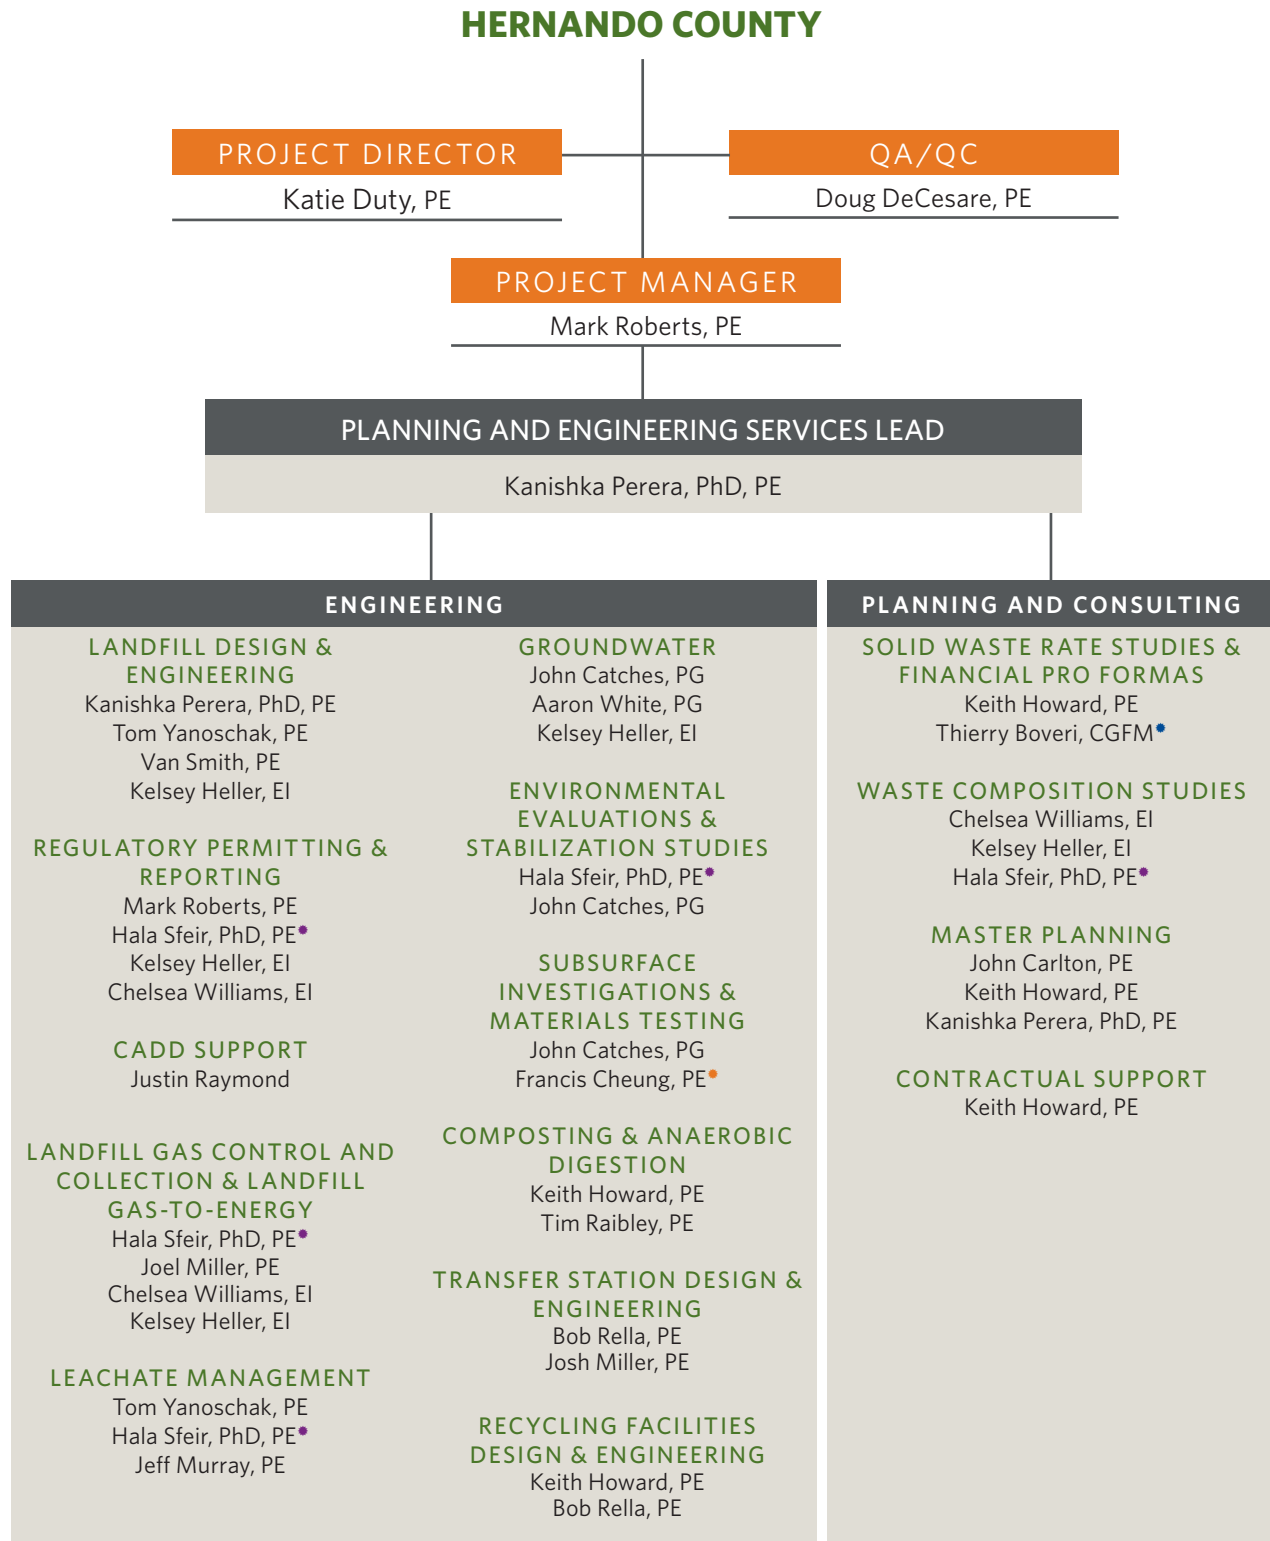 HERNANDO COUNTY
PROJECT DIRECTOR
Katie Duty, PE
QA/QC
Doug DeCesare, PE
PROJECT MANAGER
Mark Roberts, PE
PLANNING AND ENGINEERING SERVICES LEAD
Kanishka Perera, PhD, PE
ENGINEERING
LANDFILL DESIGN &
ENGINEERING
Kanishka Perera, PhD, PE
Tom Yanoschak, PE
Van Smith, PE
Kelsey Heller, EI
REGULATORY PERMITTING &
REPORTING
Mark Roberts, PE
Hala Sfeir, PhD, PE
Kelsey Heller, EI
Chelsea Williams, EI
CADD SUPPORT
Justin Raymond
LANDFILL GAS CONTROL AND
COLLECTION & LANDFILL
GAS-TO-ENERGY
Hala Sfeir, PhD, PE
Joel Miller, PE
Chelsea Williams, EI
Kelsey Heller, EI
LEACHATE MANAGEMENT
Tom Yanoschak, PE
Hala Sfeir, PhD, PE
Jeff Murray, PE
GROUNDWATER
John Catches, PG
Aaron White, PG
Kelsey Heller, EI
ENVIRONMENTAL
EVALUATIONS &
STABILIZATION STUDIES
Hala Sfeir, PhD, PE
John Catches, PG
SUBSURFACE
INVESTIGATIONS &
MATERIALS TESTING
John Catches, PG
Francis Cheung, PE
COMPOSTING & ANAEROBIC
DIGESTION
Keith Howard, PE
Tim Raibley, PE
TRANSFER STATION DESIGN &
ENGINEERING
Bob Rella, PE
Josh Miller, PE
RECYCLING FACILITIES
DESIGN & ENGINEERING
Keith Howard, PE
Bob Rella, PE
PLANNING AND CONSULTING
SOLID WASTE RATE STUDIES &
FINANCIAL PRO FORMAS
Keith Howard, PE
Thierry Boveri, CGFM
WASTE COMPOSITION STUDIES
Chelsea Williams, EI
Kelsey Heller, EI
Hala Sfeir, PhD, PE
MASTER PLANNING
John Carlton, PE
Keith Howard, PE
Kanishka Perera, PhD, PE
CONTRACTUAL SUPPORT
Keith Howard, PE